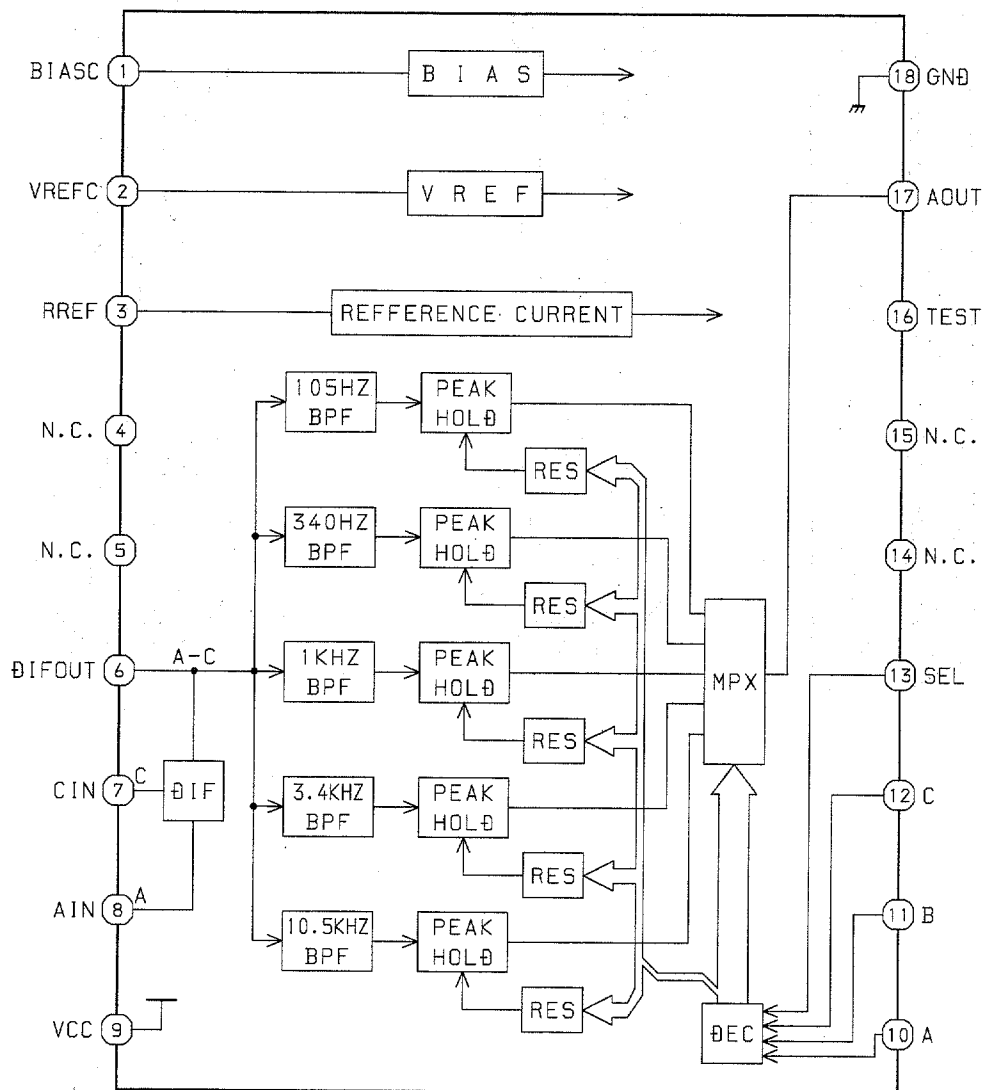 BIASC 1
B I A S
18 GND
VREFC 2
V R E F
17 AOUT
RREF 3
REFFERENCE CURRENT
16 TEST
105HZ
BPF
PEAK
HOLD
N.C. 4
15 N.C.
RES
340HZ
BPF
PEAK
HOLD
N.C. 5
14 N.C.
RES
DIFOUT 6
A-C
1KHZ
BPF
PEAK
HOLD
MPX
13 SEL
RES
CIN 7
C
DIF
3.4KHZ
BPF
PEAK
HOLD
12 C
RES
AIN 8
A
10.5KHZ
BPF
PEAK
HOLD
11 B
RES
VCC 9
DEC
10 A